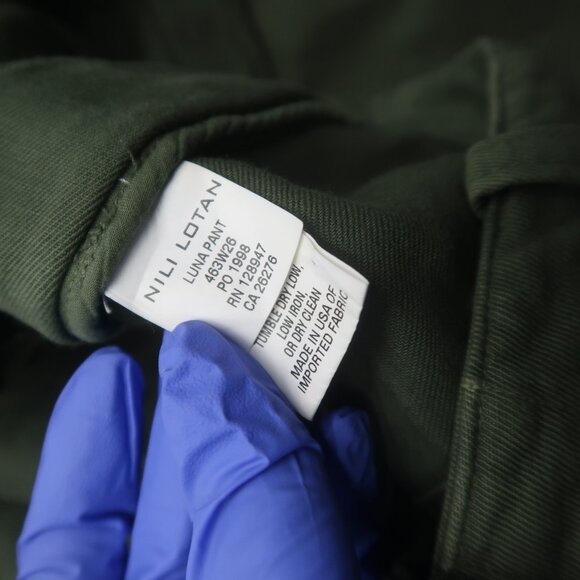 NILI LOTAN
LUNA PANT
463W26
PO 1998
RN 128947
CA 26276
TUMBLE DRY LOW,
LOW IRON,
OR DRY CLEAN
MADE IN USA OF
IMPORTED FABRIC